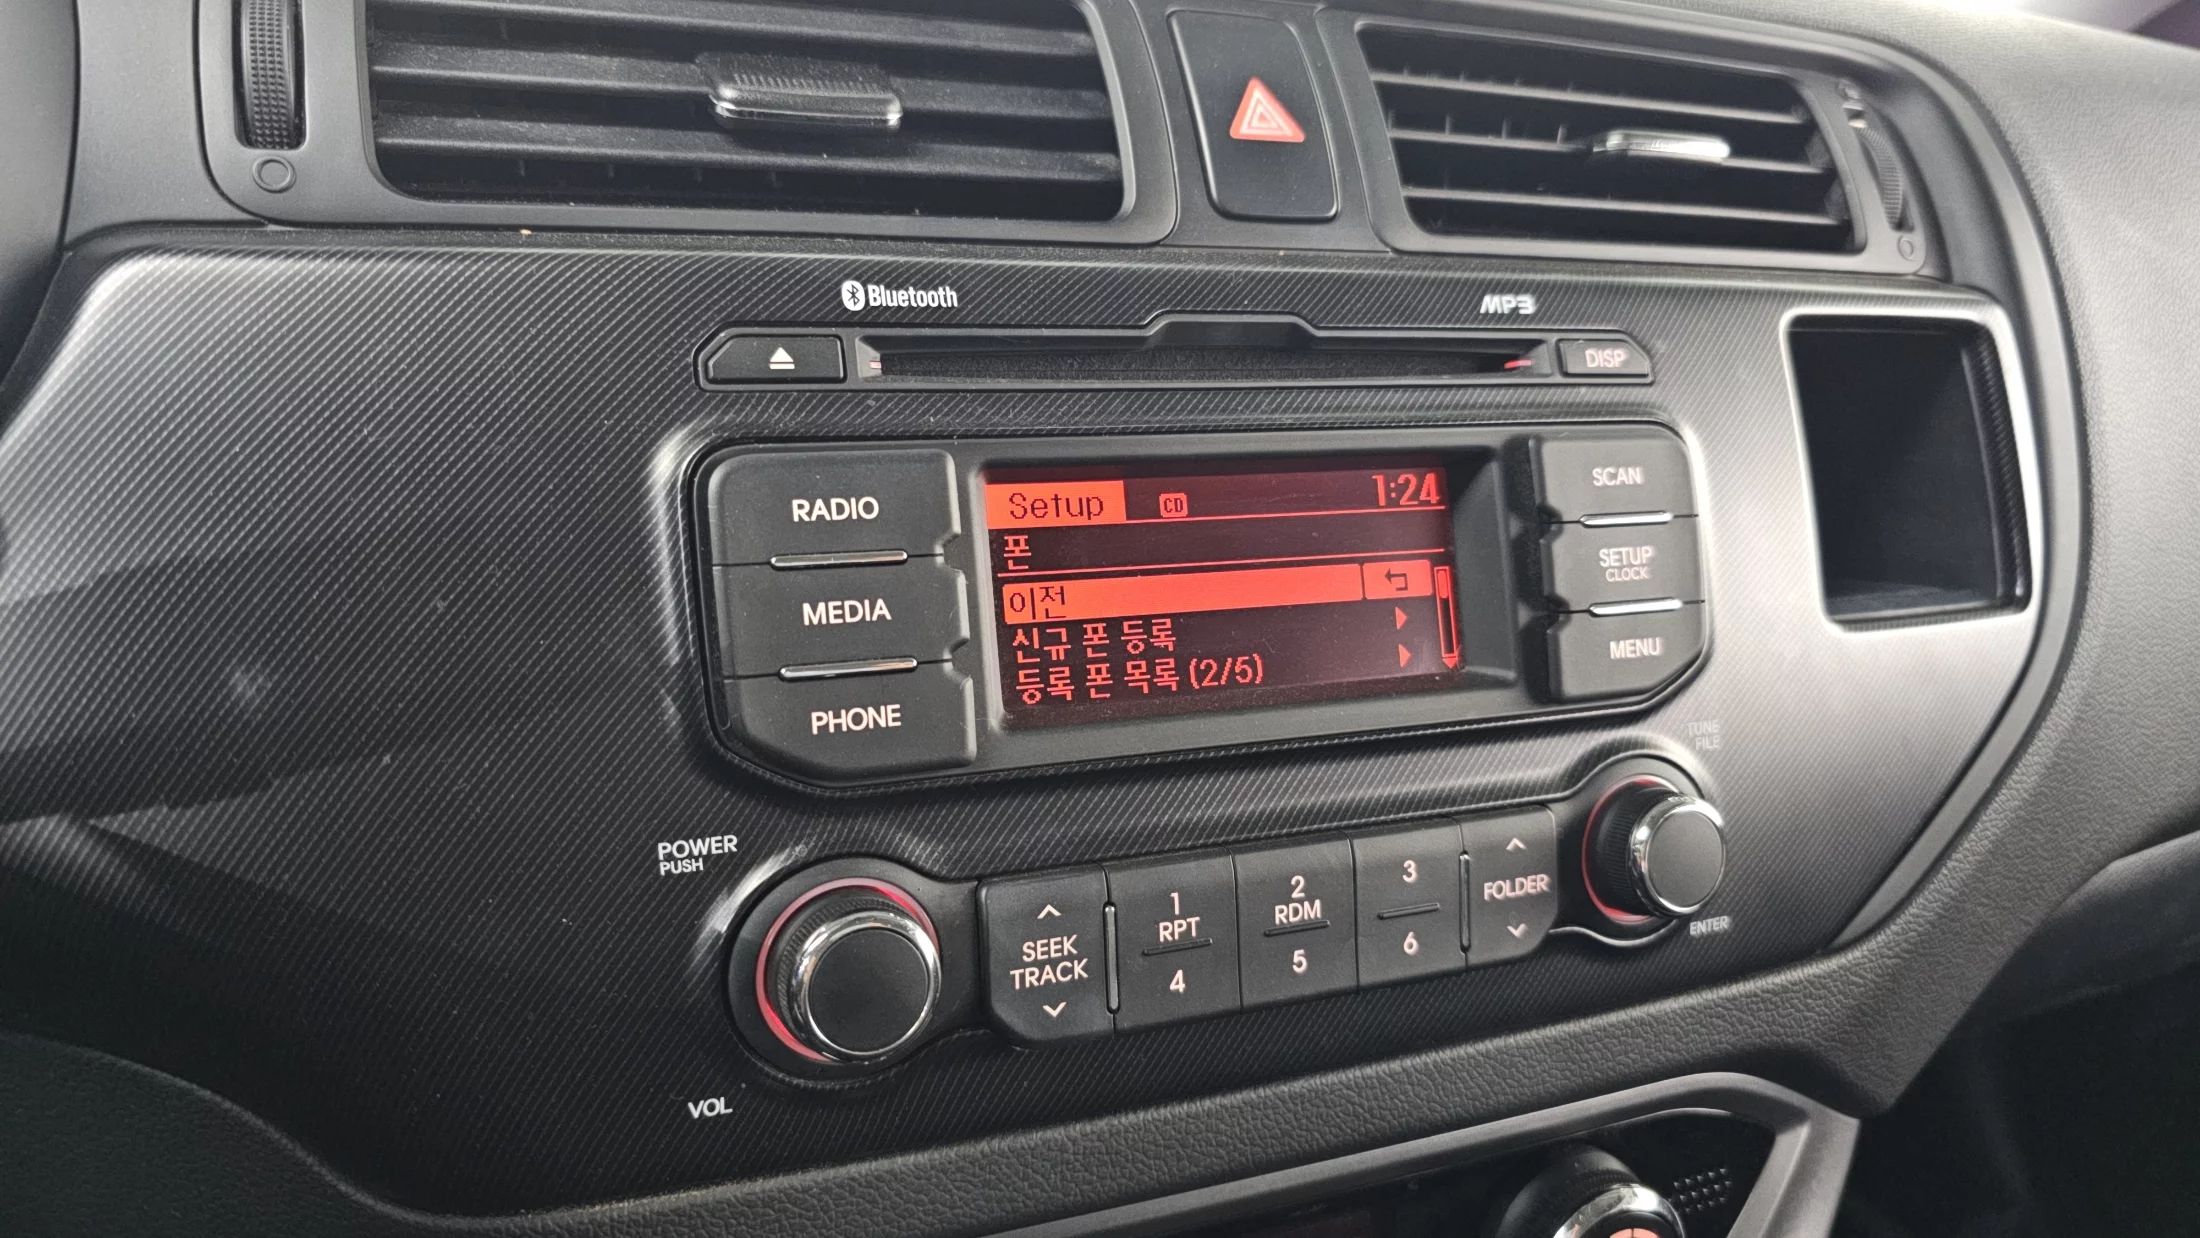 Bluetooth
MP3
DISP
RADIO
MEDIA
PHONE
Setup CD 1:24
폰
이전
신규 폰 등록
등록 폰 목록 (2/5)
SCAN
SETUP
CLOCK
MENU
TUNE
FILE
POWER
PUSH
VOL
SEEK
TRACK
1
RPT
4
2
RDM
5
3
6
FOLDER
ENTER